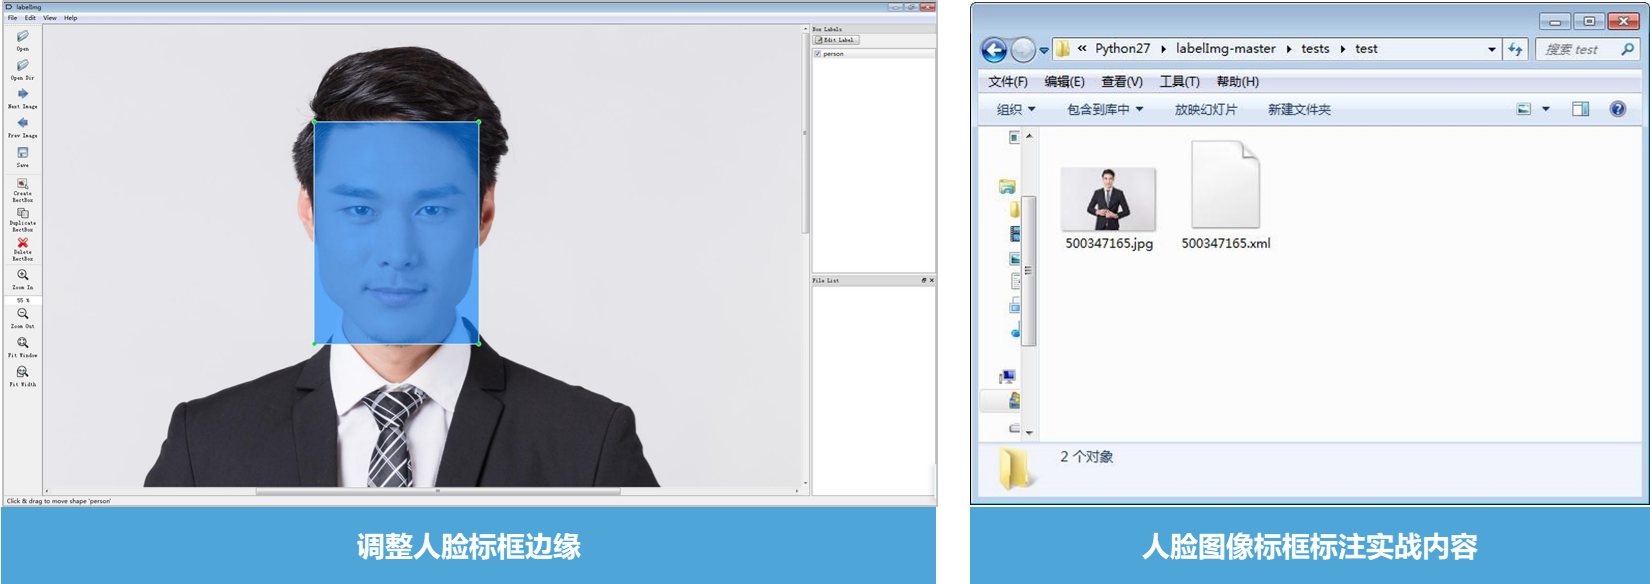 labelImg
File Edit View Help
Open
Open Dir
Next Image
Prev Image
Save
Create
RectBox
Duplicate
RectBox
Delete
RectBox
Zoom In
55 %
Zoom Out
Fit Window
Fit Width
Box Labels
Edit Label
person
File List
Click & drag to move shape 'person'
调整人脸标框边缘
« Python27 labelImg-master tests test
搜索 test
文件(F) 编辑(E) 查看(V) 工具(T) 帮助(H)
组织 包含到库中 放映幻灯片 新建文件夹
500347165.jpg 500347165.xml
2 个对象
人脸图像标框标注实战内容